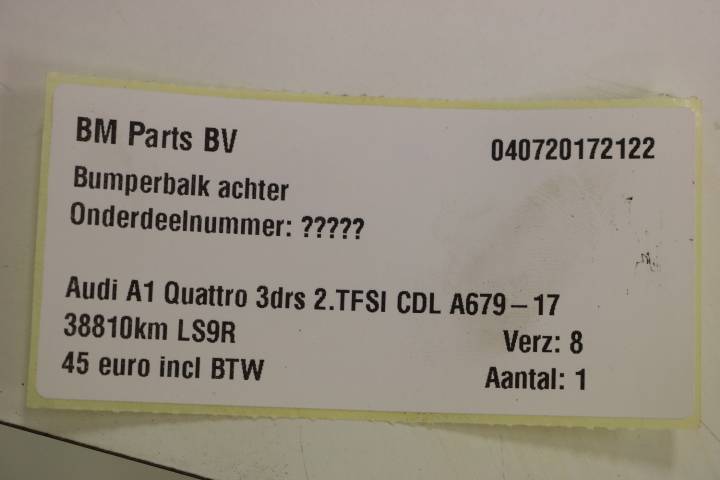 BM Parts BV 040720172122
Bumperbalk achter
Onderdeelnummer: ?????
Audi A1 Quattro 3drs 2.TFSI CDL A679-17
38810km LS9R Verz: 8
45 euro incl BTW Aantal: 1